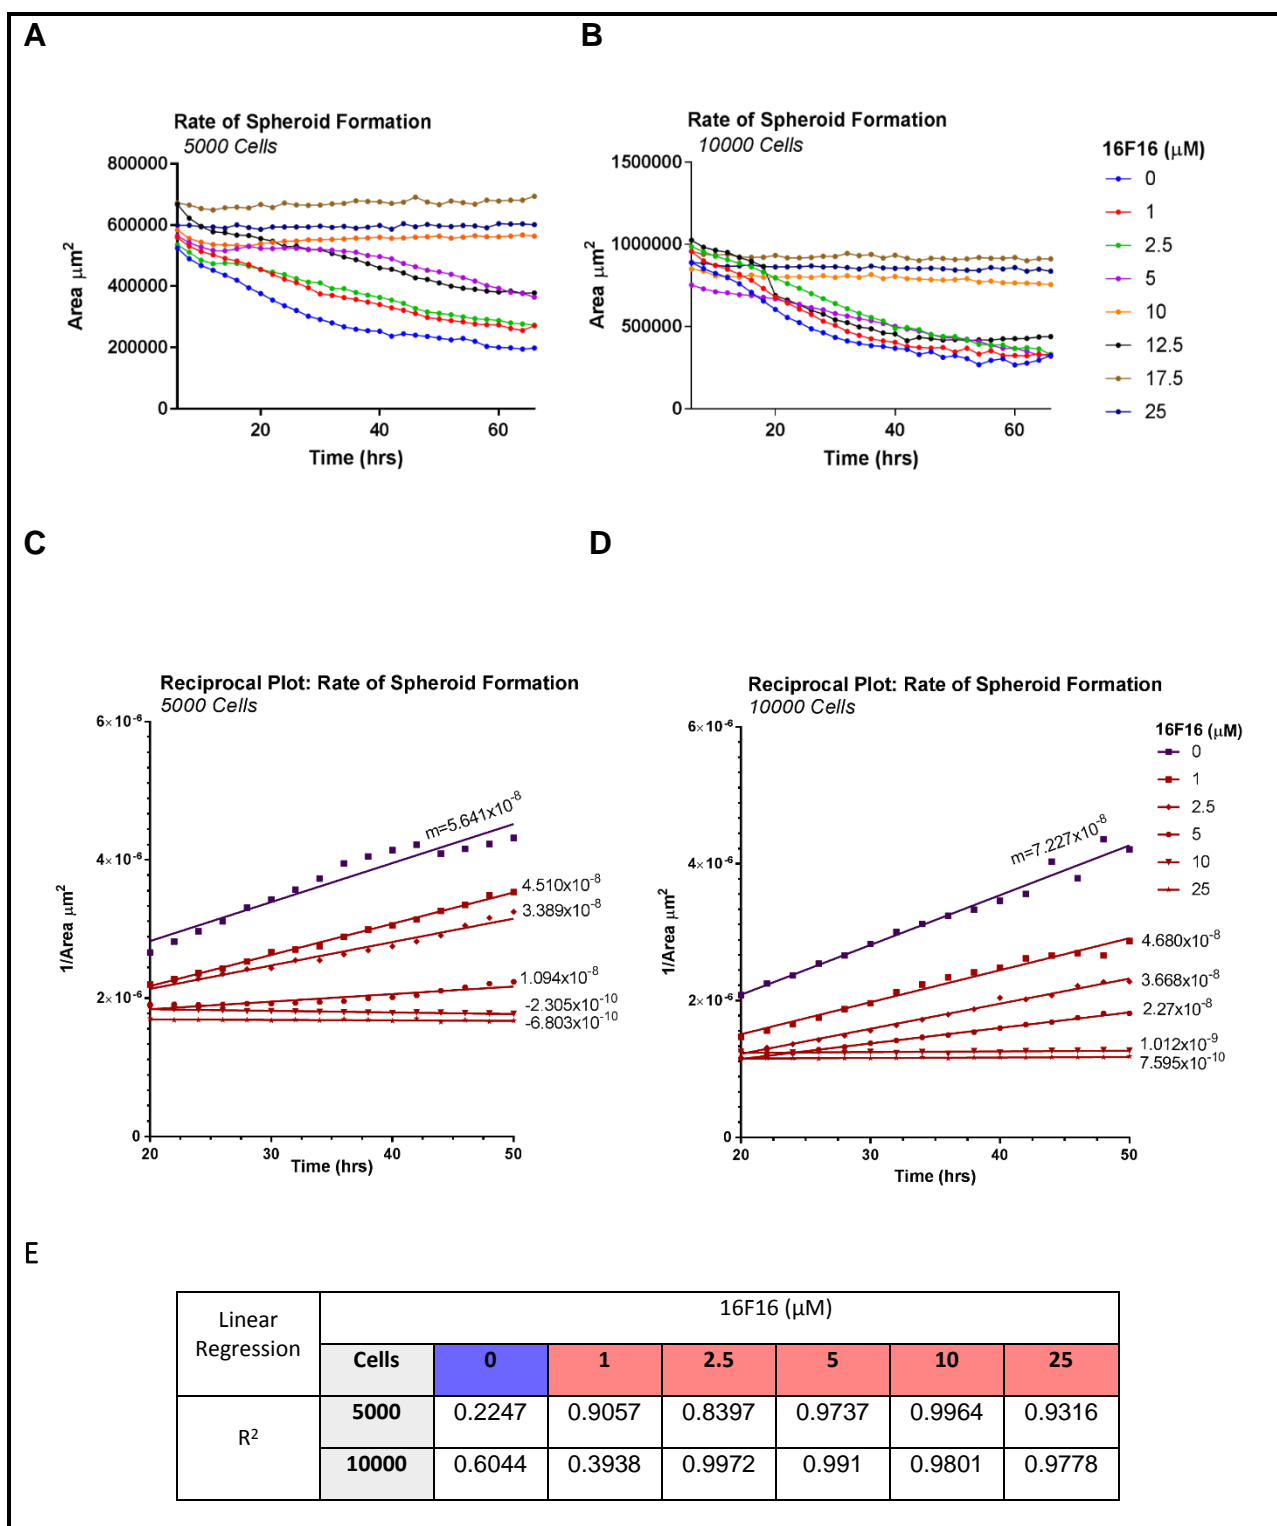 A
B
Rate of Spheroid Formation
5000 Cells
800000
600000
400000
200000
0
Area μm²
20
40
60
Time (hrs)
Rate of Spheroid Formation
10000 Cells
1500000
1000000
500000
0
Area μm²
20
40
60
Time (hrs)
16F16 (μM)
0
1
2.5
5
10
12.5
17.5
25
C
D
Reciprocal Plot: Rate of Spheroid Formation
5000 Cells
6×10⁻⁶
4×10⁻⁶
2×10⁻⁶
0
1/Area μm²
m=5.641x10⁻⁸
4.510x10⁻⁸
3.389x10⁻⁸
1.094x10⁻⁸
-2.305x10⁻¹⁰
-6.803x10⁻¹⁰
20
30
40
50
Time (hrs)
Reciprocal Plot: Rate of Spheroid Formation
10000 Cells
6×10⁻⁶
4×10⁻⁶
2×10⁻⁶
0
1/Area μm²
m=7.227x10⁻⁸
4.680x10⁻⁸
3.668x10⁻⁸
2.27x10⁻⁸
1.012x10⁻⁹
7.595x10⁻¹⁰
20
30
40
50
Time (hrs)
16F16 (μM)
0
1
2.5
5
10
25
E
Linear Regression
16F16 (μM)
Cells 0 1 2.5 5 10 25
R²
5000 0.2247 0.9057 0.8397 0.9737 0.9964 0.9316
10000 0.6044 0.3938 0.9972 0.991 0.9801 0.9778